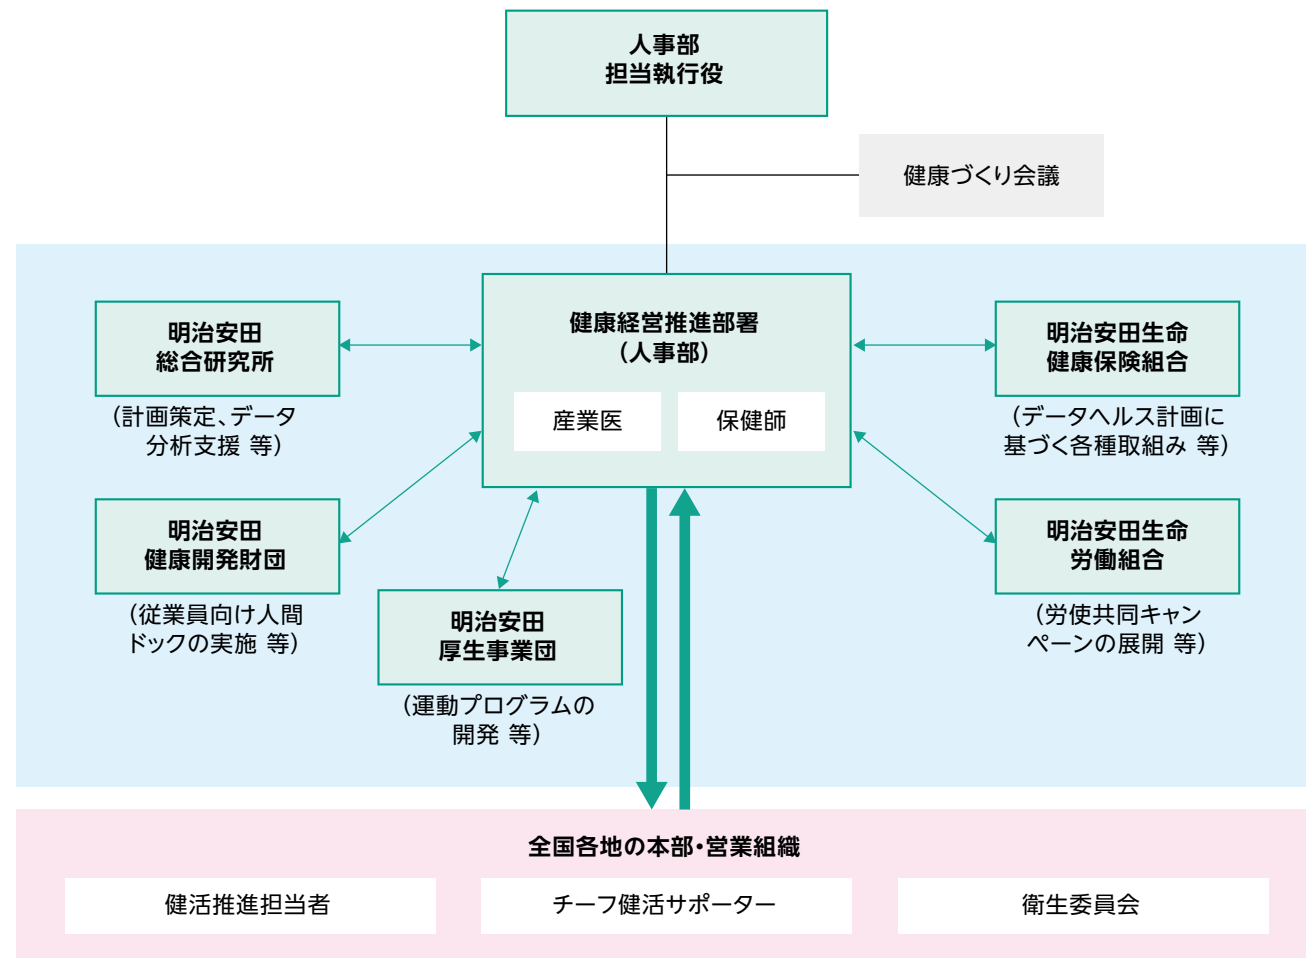 人事部
担当執行役
健康づくり会議
健康経営推進部署
（人事部）
産業医
保健師
明治安田
総合研究所
（計画策定、データ
分析支援 等）
明治安田
健康開発財団
（従業員向け人間
ドックの実施 等）
明治安田
厚生事業団
（運動プログラムの
開発 等）
明治安田生命
健康保険組合
（データヘルス計画に
基づく各種取組み 等）
明治安田生命
労働組合
（労使共同キャン
ペーンの展開 等）
全国各地の本部・営業組織
健活推進担当者
チーフ健活サポーター
衛生委員会